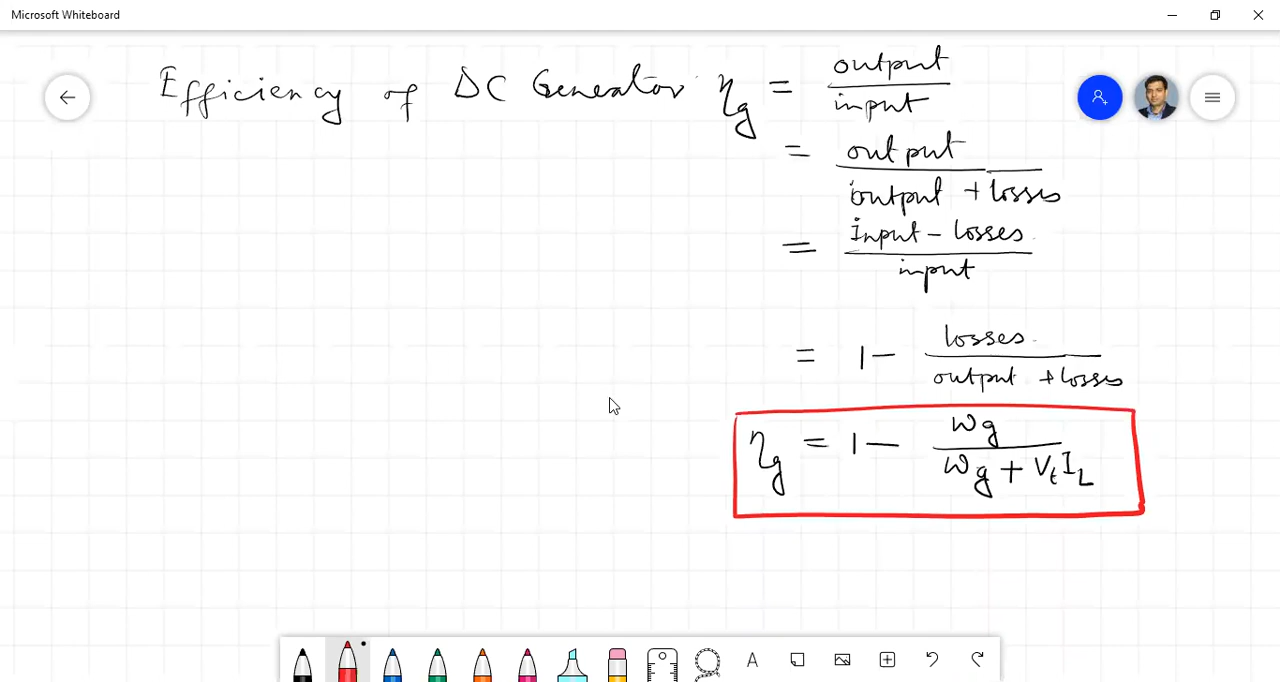 Microsoft Whiteboard
Efficiency of DC Generator ηg = output / input
= output / output + losses
= Input - losses / input
= 1 - losses / output + losses
ηg = 1 - Wg / Wg + VtIL
A